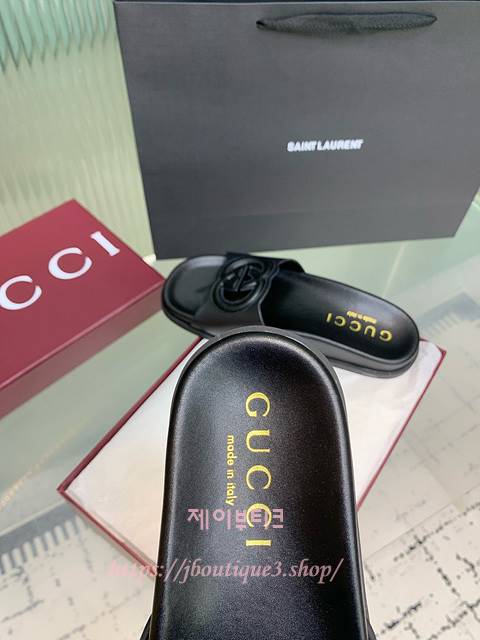 SAINT LAURENT
CCI
GUCCI
made in italy
GUCCI
made in italy
제이부티크
https://jboutique3.shop/